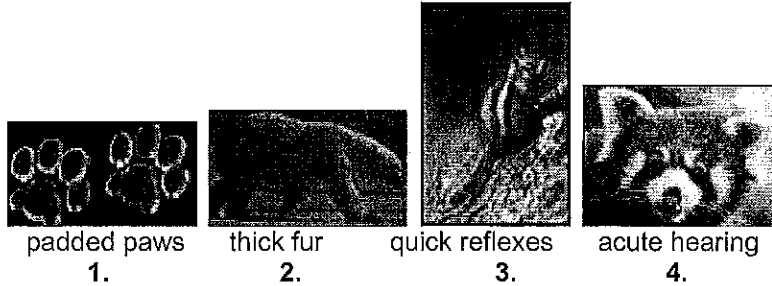 padded paws thick fur quick reflexes acute hearing
1. 2. 3. 4.